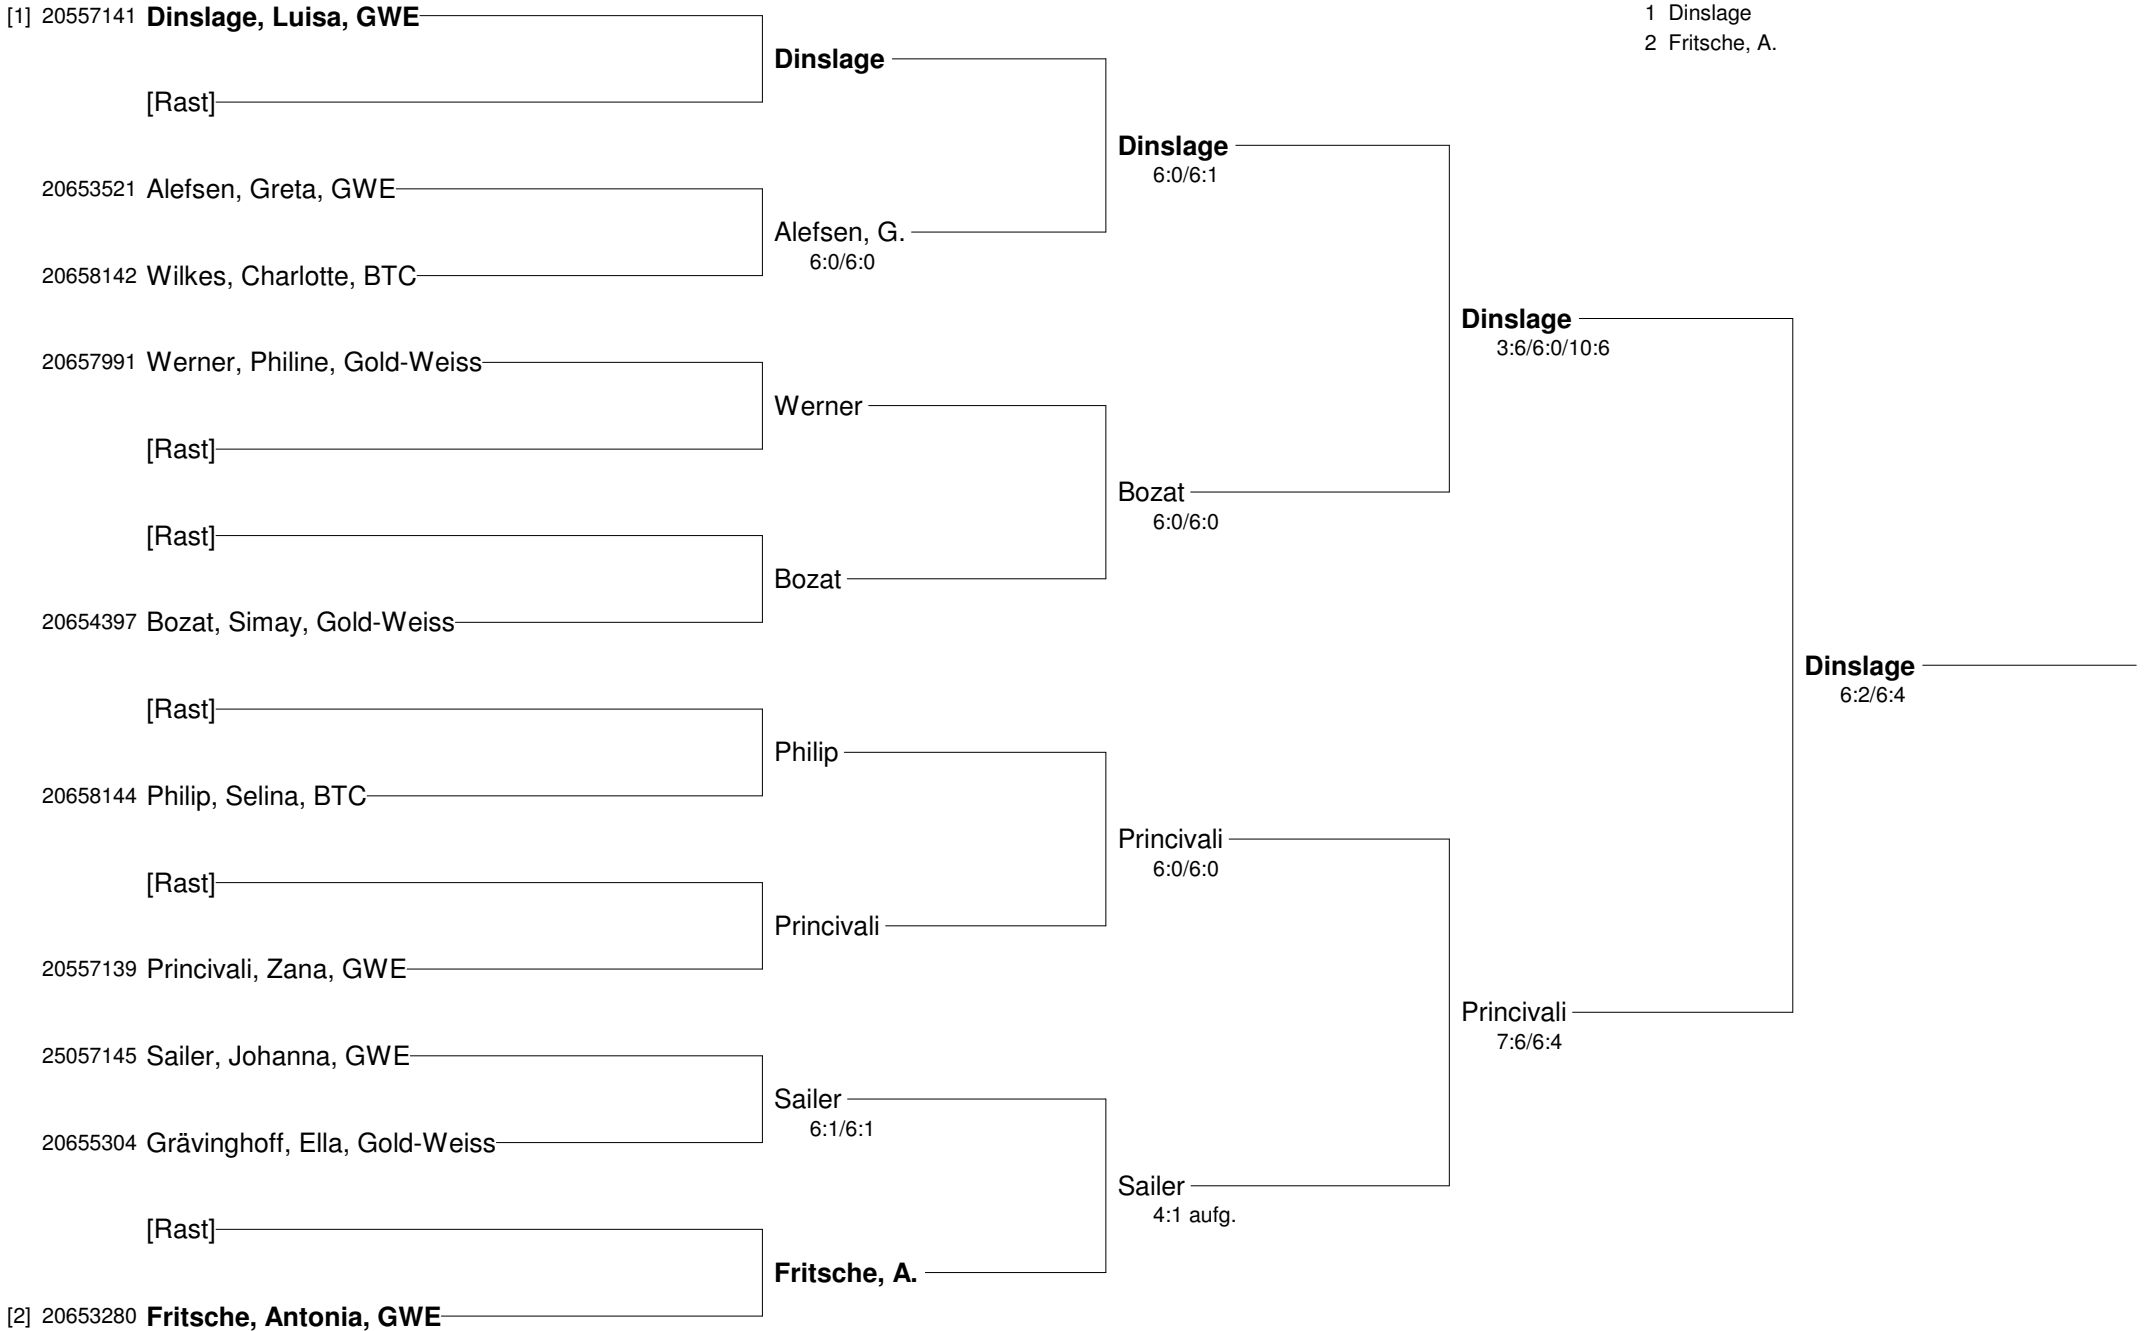 [1] 20557141 Dinslage, Luisa, GWE
[Rast]
20653521 Alefsen, Greta, GWE
20658142 Wilkes, Charlotte, BTC
20657991 Werner, Philine, Gold-Weiss
[Rast]
[Rast]
20654397 Bozat, Simay, Gold-Weiss
[Rast]
20658144 Philip, Selina, BTC
[Rast]
20557139 Princivali, Zana, GWE
25057145 Sailer, Johanna, GWE
20655304 Grävinghoff, Ella, Gold-Weiss
[Rast]
[2] 20653280 Fritsche, Antonia, GWE
Dinslage
Alefsen, G.
6:0/6:0
Werner
Bozat
Philip
Princivali
Sailer
6:1/6:1
Fritsche, A.
Dinslage
6:0/6:1
Bozat
6:0/6:0
Princivali
6:0/6:0
Sailer
4:1 aufg.
Dinslage
3:6/6:0/10:6
Princivali
7:6/6:4
Dinslage
6:2/6:4
1 Dinslage
2 Fritsche, A.